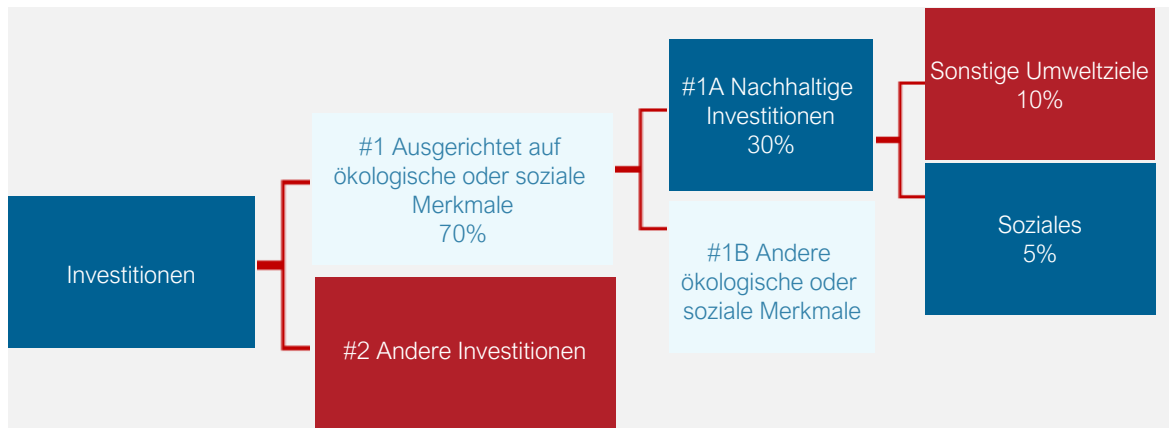 Investitionen
#1 Ausgerichtet auf
ökologische oder soziale
Merkmale
70%
#2 Andere Investitionen
#1A Nachhaltige
Investitionen
30%
#1B Andere
ökologische oder
soziale Merkmale
Sonstige Umweltziele
10%
Soziales
5%